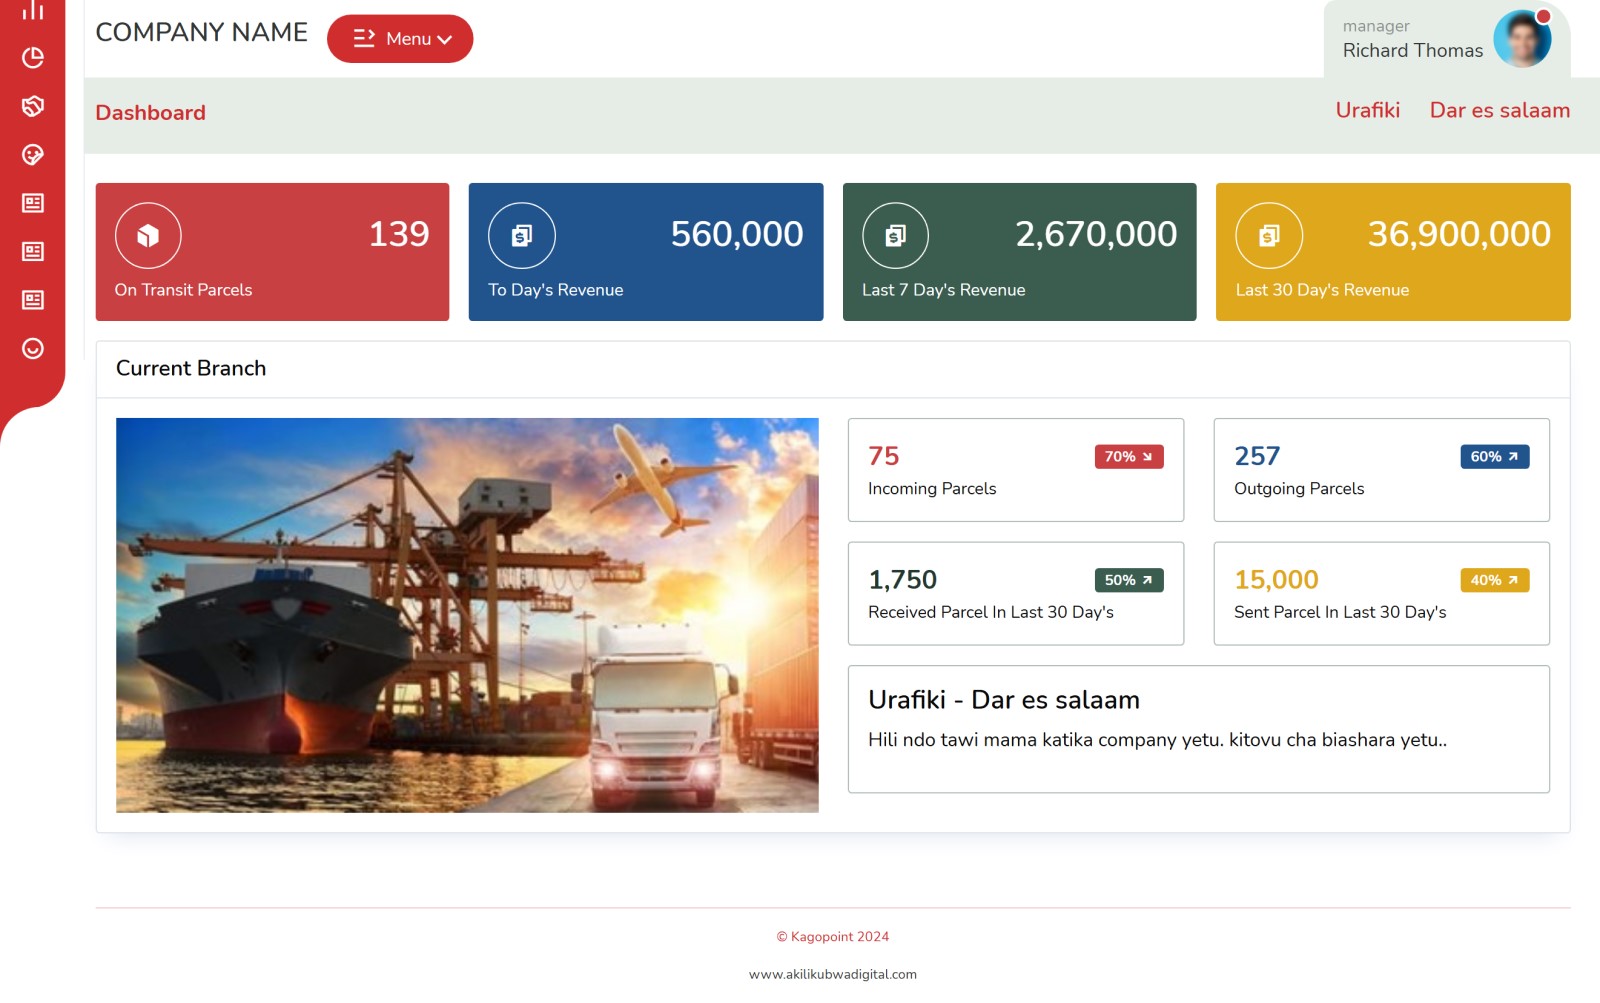 COMPANY NAME
Menu
manager
Richard Thomas
Dashboard
Urafiki
Dar es salaam
139
On Transit Parcels
560,000
To Day's Revenue
2,670,000
Last 7 Day's Revenue
36,900,000
Last 30 Day's Revenue
Current Branch
75
70%
Incoming Parcels
257
60%
Outgoing Parcels
1,750
50%
Received Parcel In Last 30 Day's
15,000
40%
Sent Parcel In Last 30 Day's
Urafiki - Dar es salaam
Hili ndo tawi mama katika company yetu. kitovu cha biashara yetu..
© Kagopoint 2024
www.akilikubwadigital.com